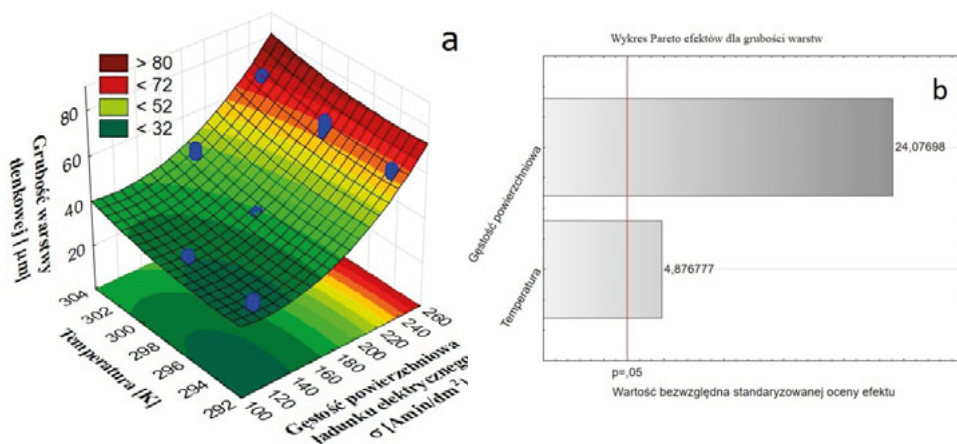 a
> 80
< 72
< 52
< 32
80
60
40
20
Grubość warstwy
tlenkowej [µm]
304
302
300
298
296
294
292
Temperatura [K]
100
120
140
160
180
200
220
240
260
Gęstość powierzchniowa
ładunku elektrycznego
σ [Amin/dm²]
Wykres Pareto efektów dla grubości warstw
b
Gęstość powierzchniowa
24,07698
Temperatura
4,876777
p=,05
Wartość bezwzględna standaryzowanej oceny efektu